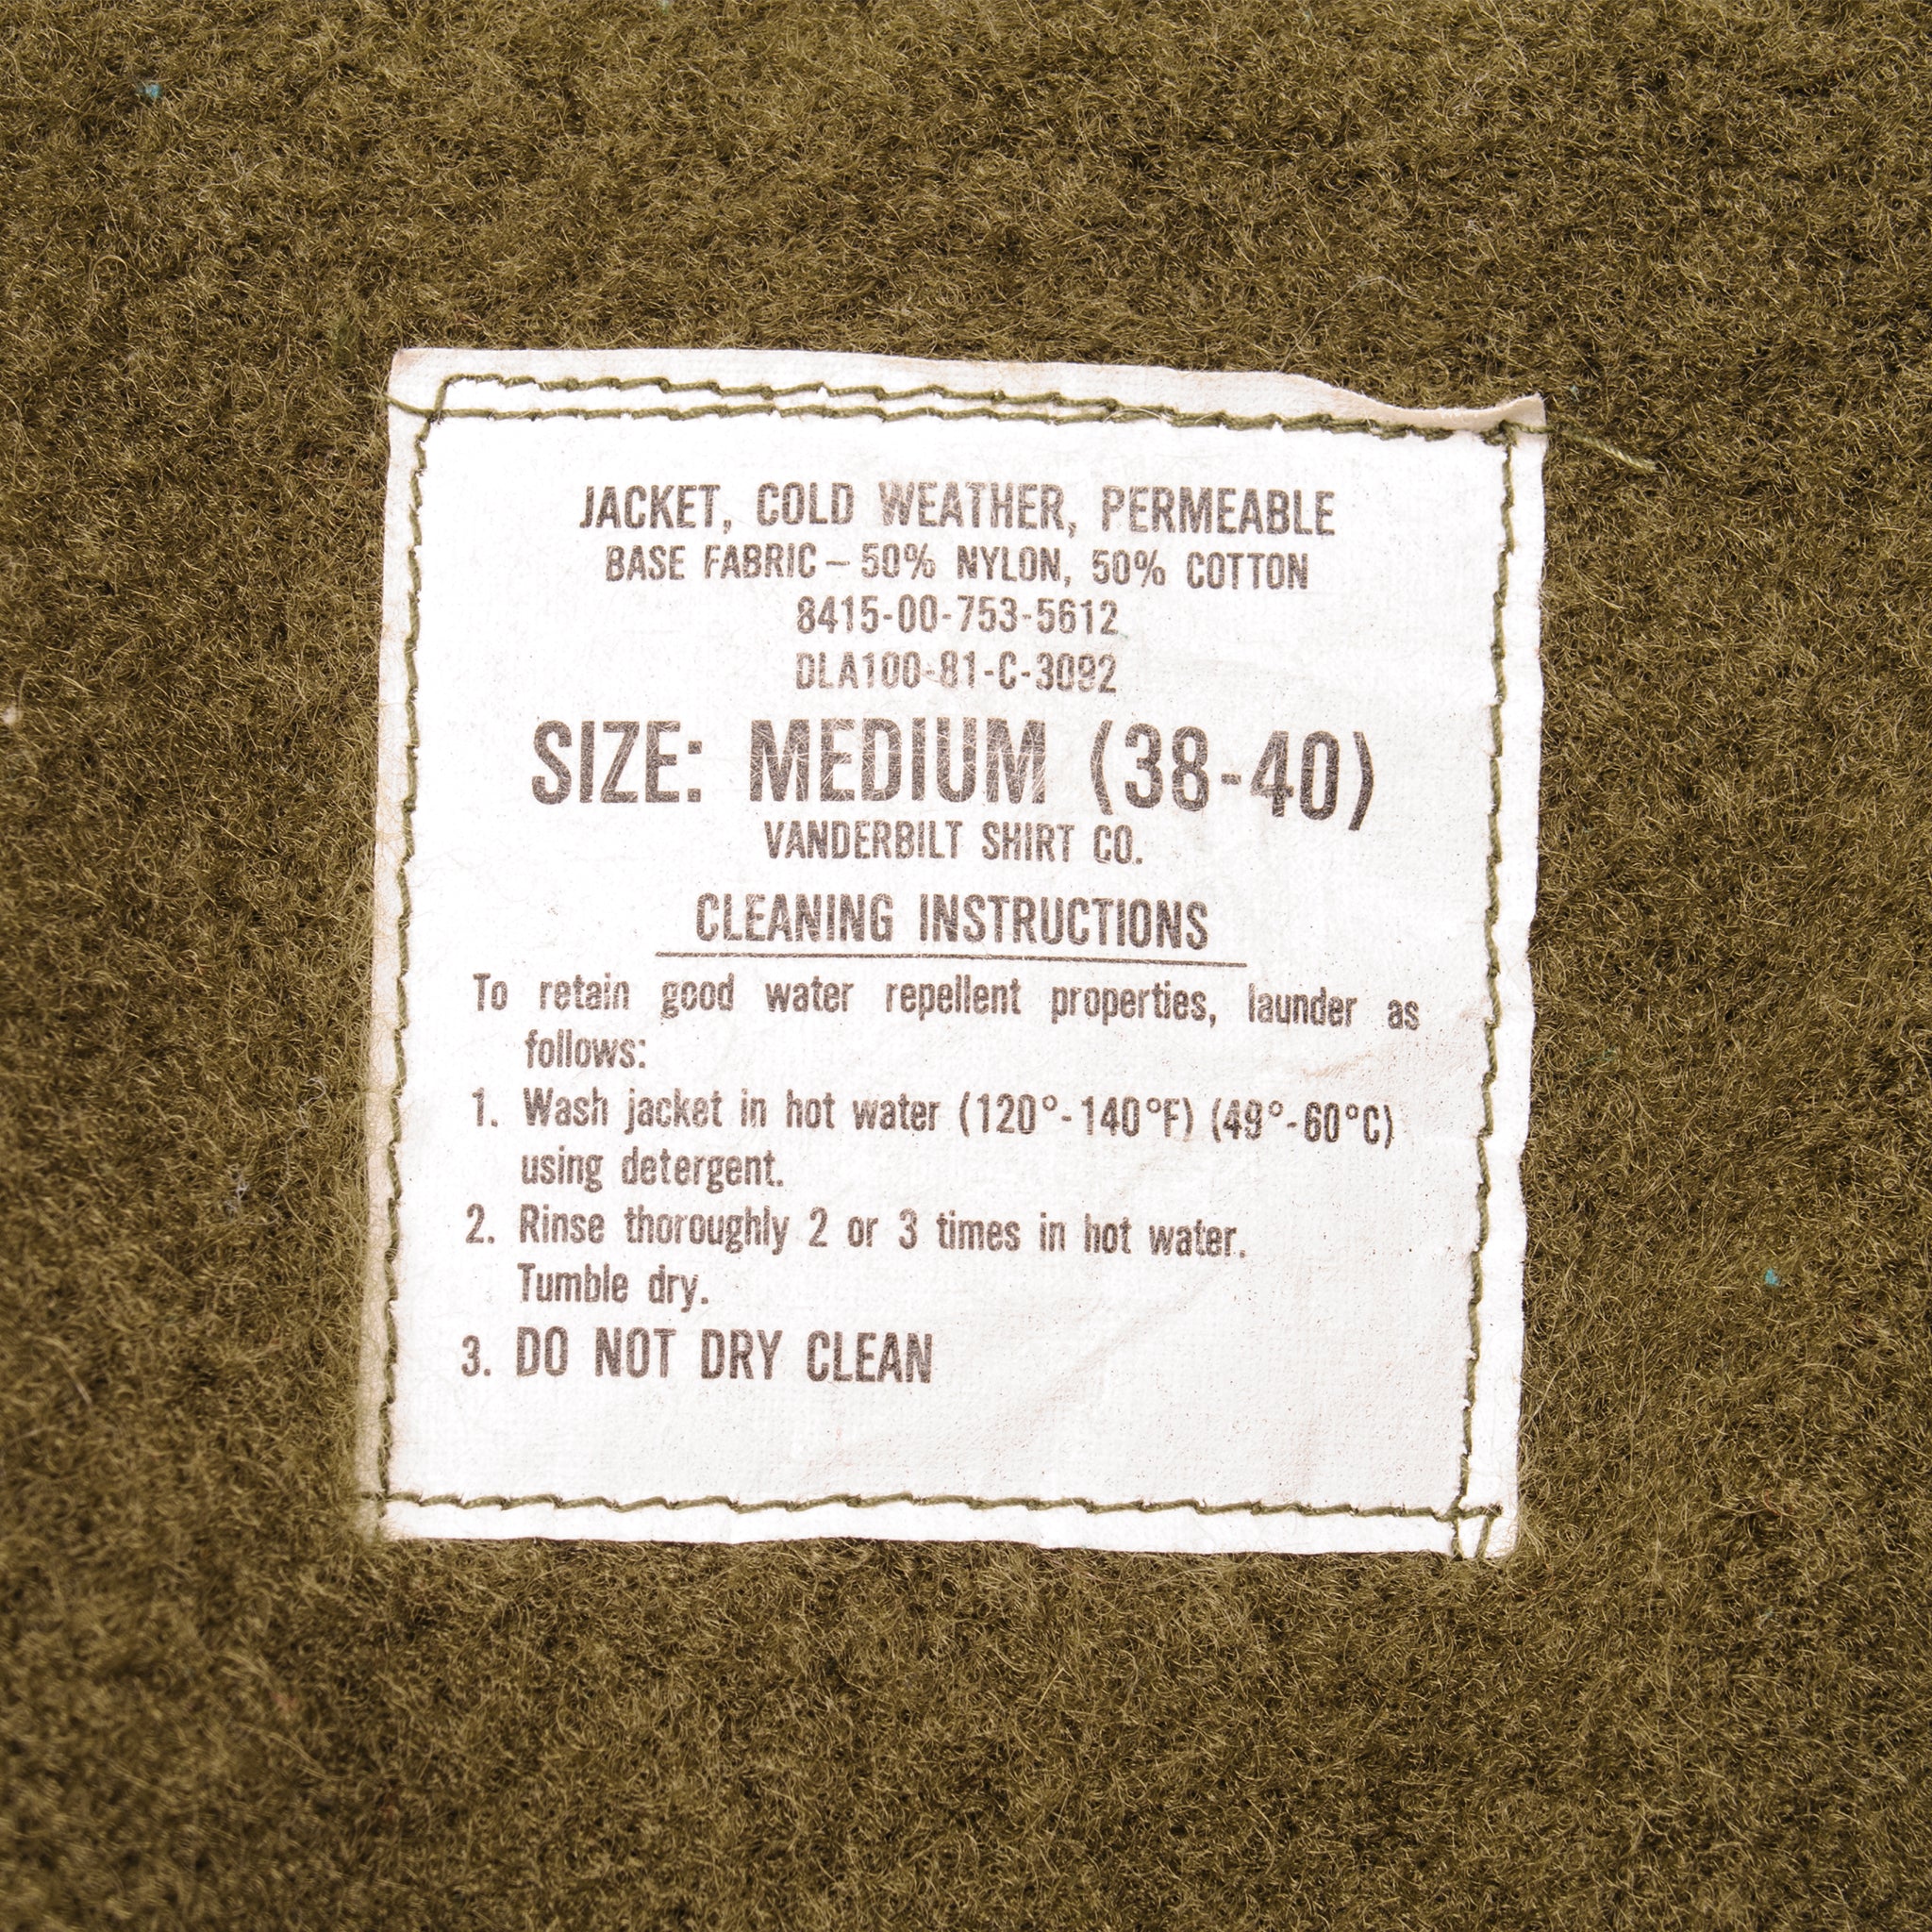 JACKET, COLD WEATHER, PERMEABLE
BASE FABRIC – 50% NYLON, 50% COTTON
8415-00-753-5612
DLA100-81-C-3092
SIZE: MEDIUM (38-40)
VANDERBILT SHIRT CO.
CLEANING INSTRUCTIONS
To retain good water repellent properties, launder as
follows:
1. Wash jacket in hot water (120°-140°F) (49°-60°C)
using detergent.
2. Rinse thoroughly 2 or 3 times in hot water.
Tumble dry.
3. DO NOT DRY CLEAN